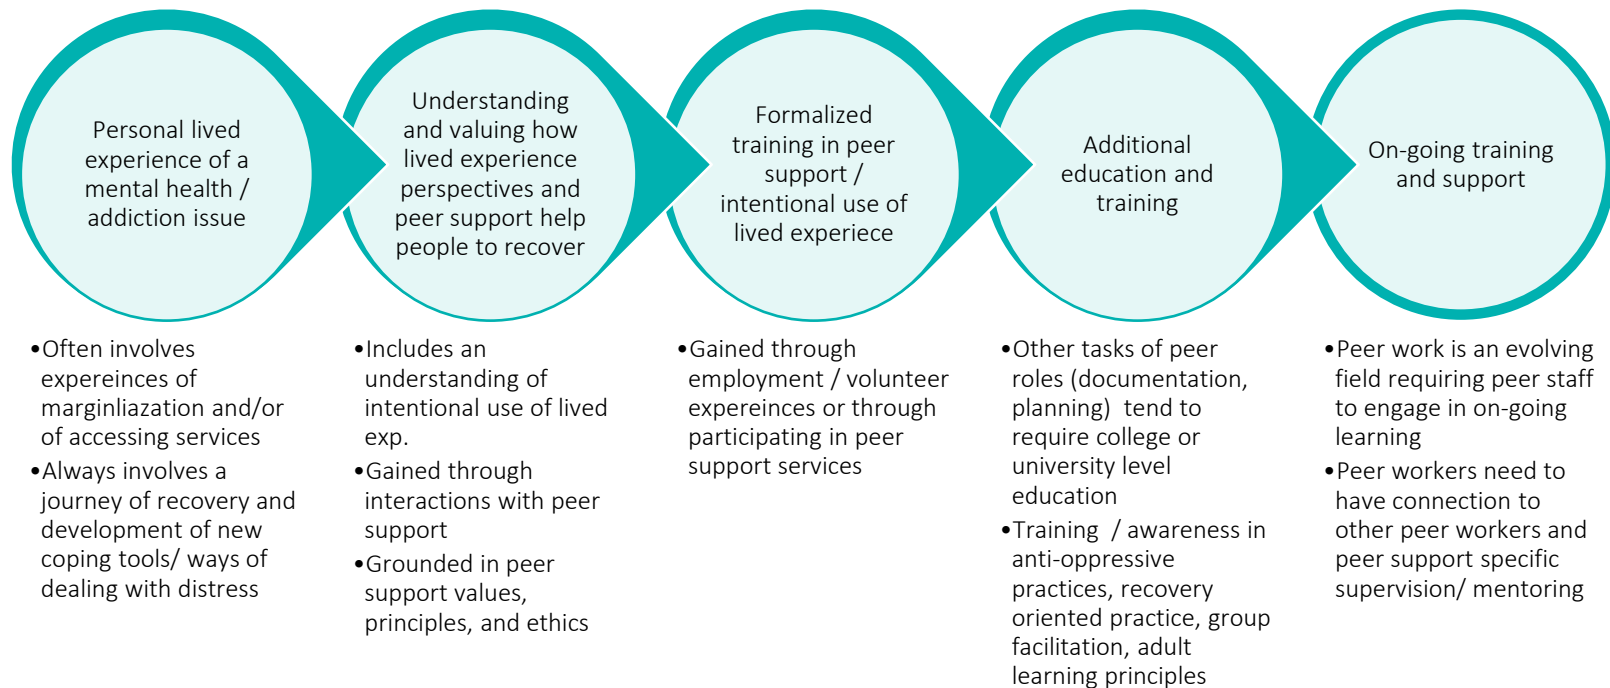 Personal lived
experience of a
mental health /
addiction issue
Understanding
and valuing how
lived experience
perspectives and
peer support help
people to recover
Formalized
training in peer
support /
intentional use of
lived experiece
Additional
education and
training
On-going training
and support
•Often involves
expereinces of
marginliazation and/or
of accessing services
•Always involves a
journey of recovery and
development of new
coping tools/ ways of
dealing with distress
•Includes an
understanding of
intentional use of lived
exp.
•Gained through
interactions with peer
support
•Grounded in peer
support values,
principles, and ethics
•Gained through
employment / volunteer
expereinces or through
participating in peer
support services
•Other tasks of peer
roles (documentation,
planning)  tend to
require college or
university level
education
•Training  / awareness in
anti-oppressive
practices, recovery
oriented practice, group
facilitation, adult
learning principles
•Peer work is an evolving
field requiring peer staff
to engage in on-going
learning
•Peer workers need to
have connection to
other peer workers and
peer support specific
supervision/ mentoring